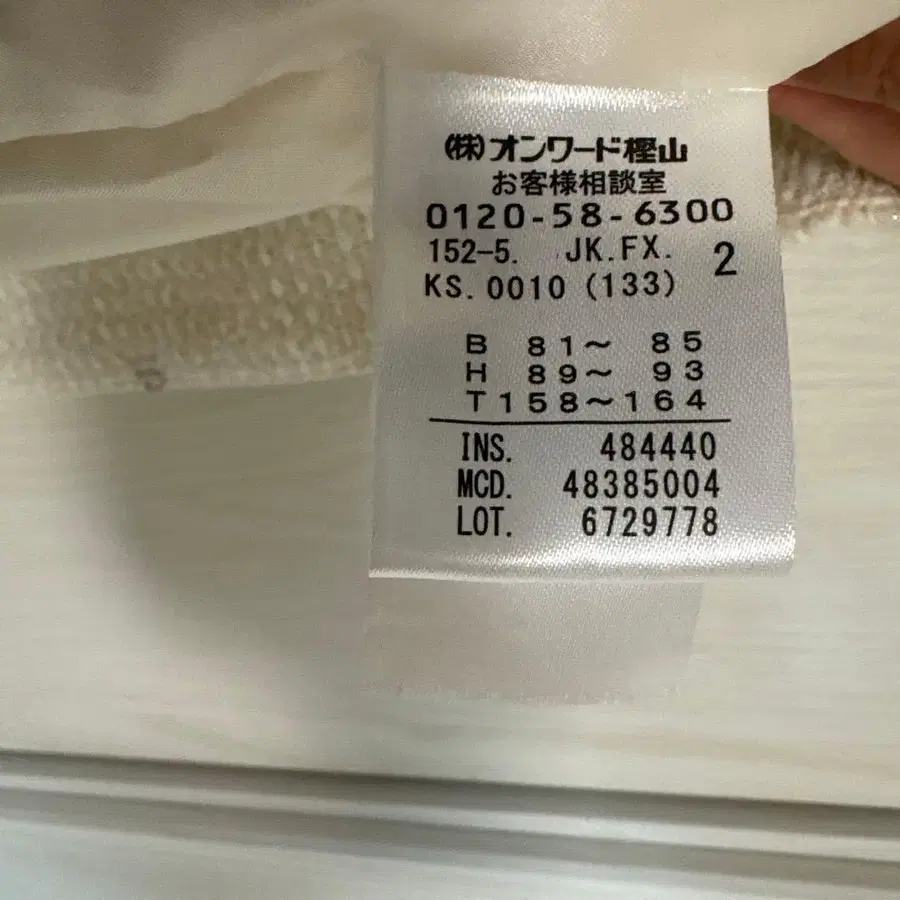 (株)オンワード樫山
お客様相談室
0120-58-6300
152-5. JK.FX. 2
KS.0010 (133)
B 81～ 85
H 89～ 93
T158～164
INS. 484440
MCD. 48385004
LOT. 6729778